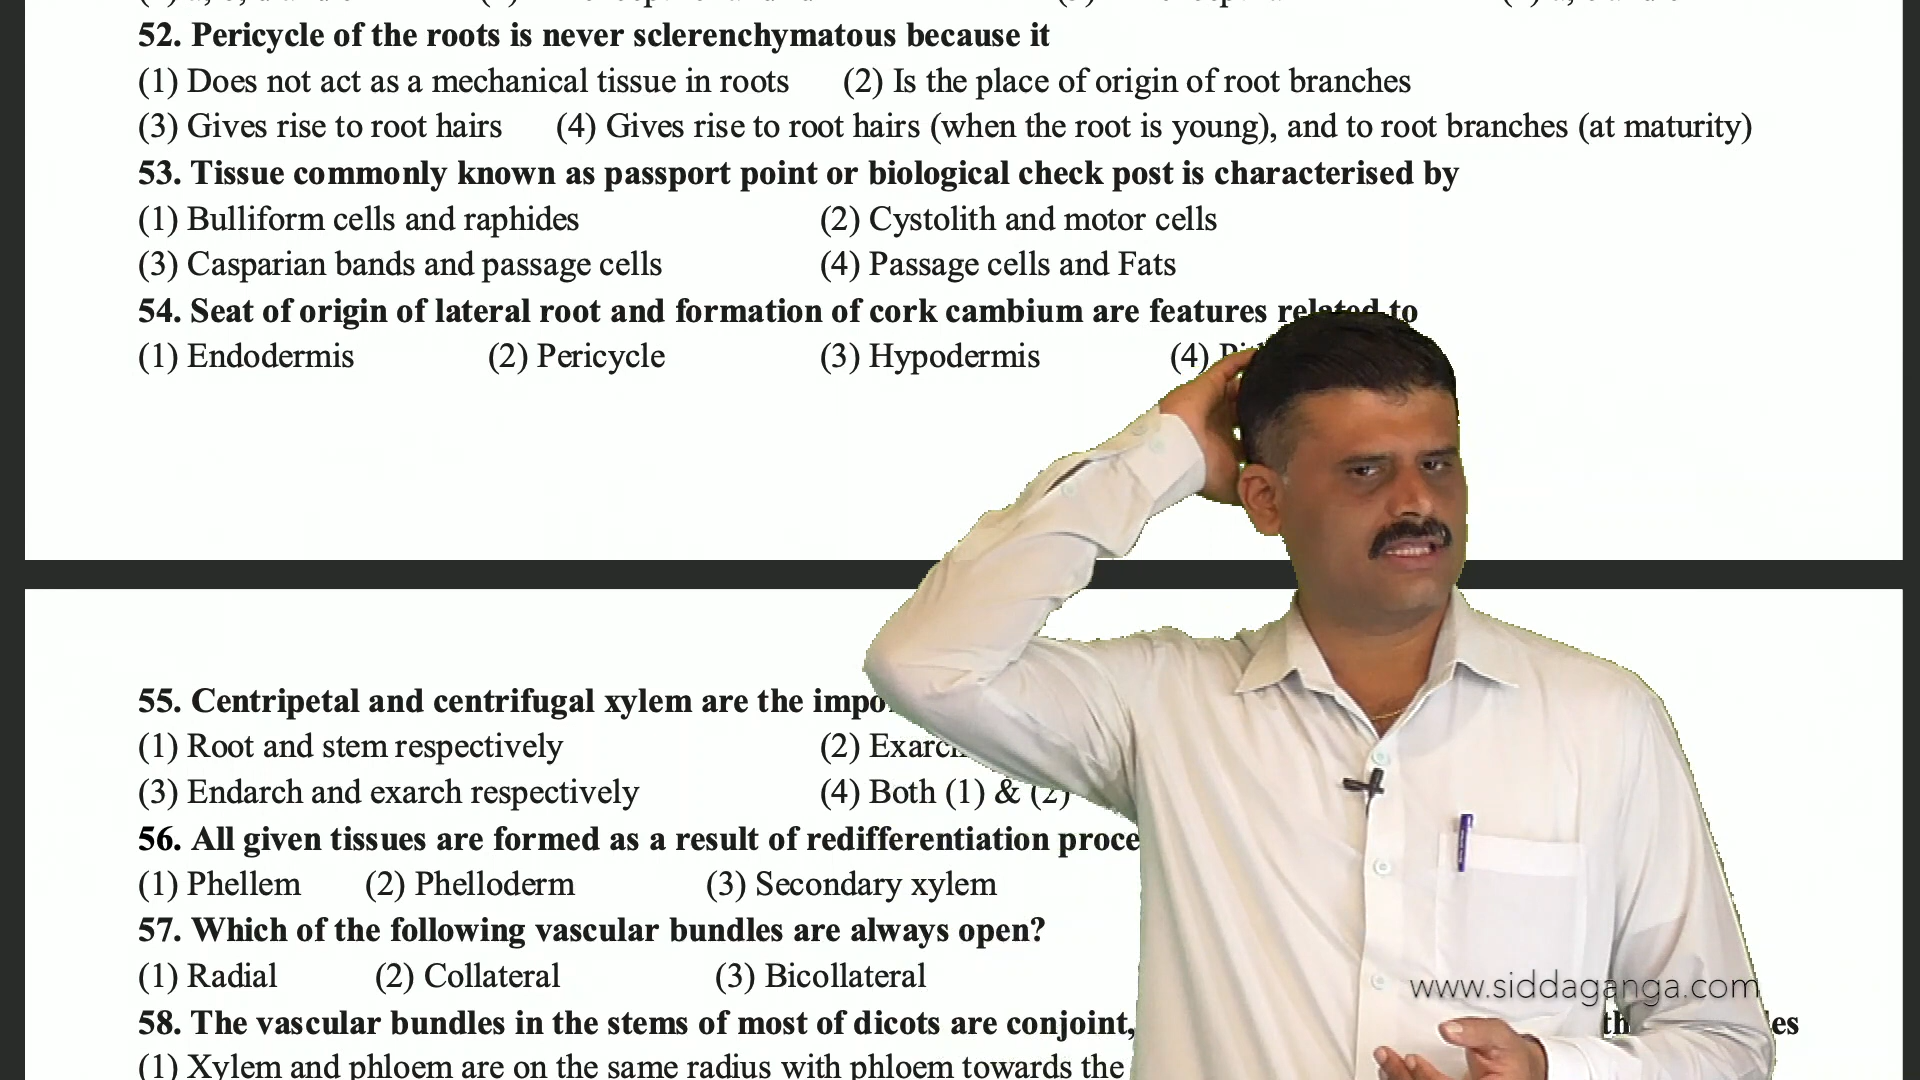 52. Pericycle of the roots is never sclerenchymatous because it
(1) Does not act as a mechanical tissue in roots (2) Is the place of origin of root branches
(3) Gives rise to root hairs (4) Gives rise to root hairs (when the root is young), and to root branches (at maturity)
53. Tissue commonly known as passport point or biological check post is characterised by
(1) Bulliform cells and raphides (2) Cystolith and motor cells
(3) Casparian bands and passage cells (4) Passage cells and Fats
54. Seat of origin of lateral root and formation of cork cambium are features related to
(1) Endodermis (2) Pericycle (3) Hypodermis (4)
55. Centripetal and centrifugal xylem are the
(1) Root and stem respectively (2)
(3) Endarch and exarch respectively (4) Both (1) & (2)
56. All given tissues are formed as a result of redifferentiation
(1) Phellem (2) Phelloderm (3) Secondary xylem
57. Which of the following vascular bundles are always open?
(1) Radial (2) Collateral (3) Bicollateral
www.siddaganga.com
58. The vascular bundles in the stems of most of dicots are conjoint,
(1) Xylem and phloem are on the same radius with phloem towards the